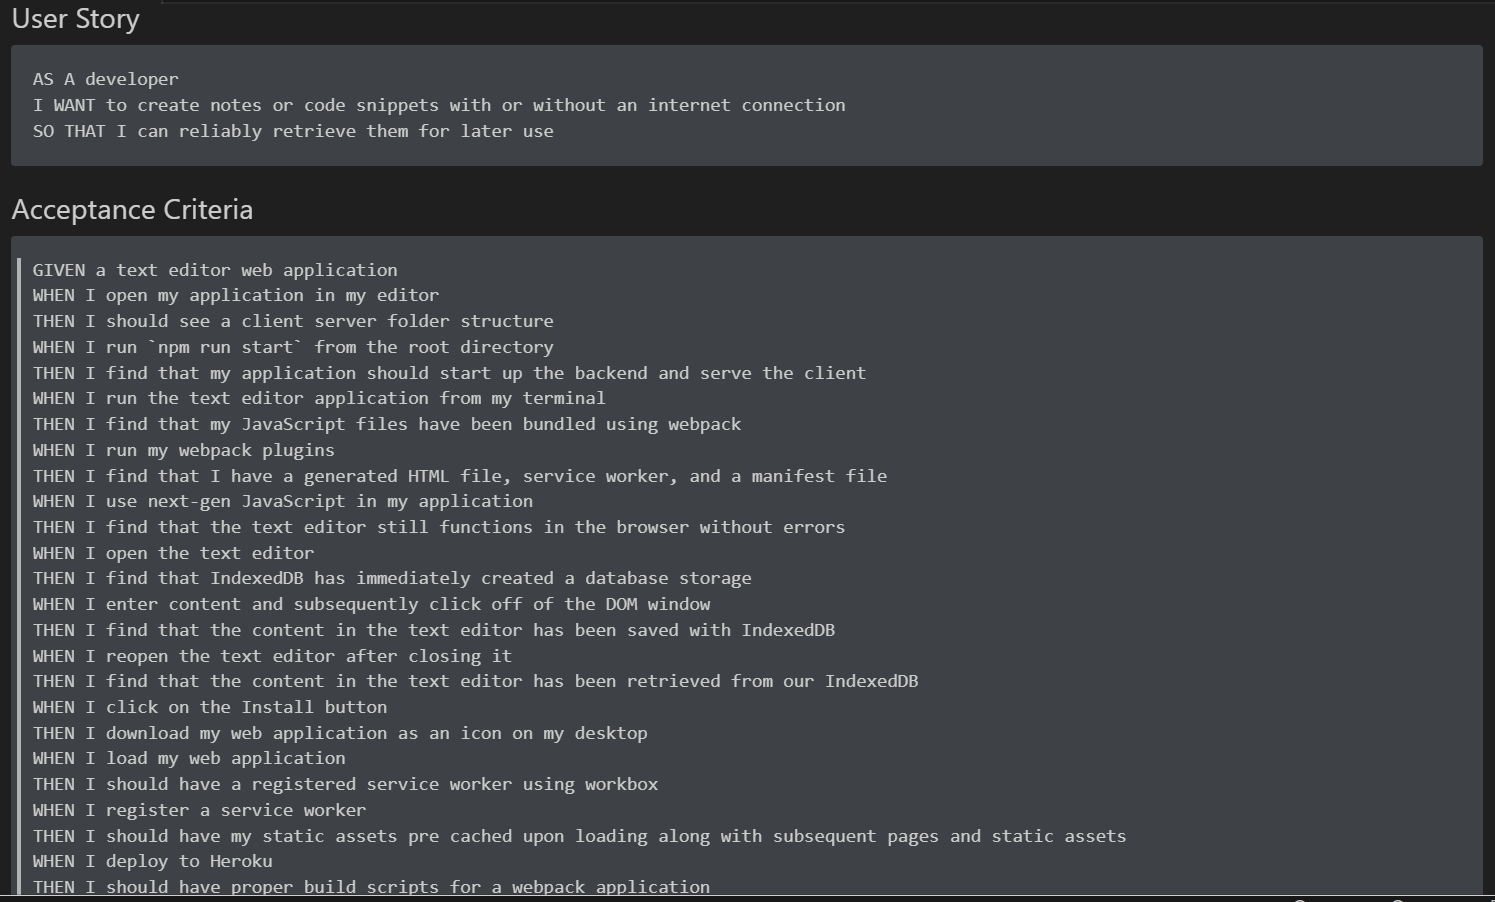 User Story
AS A developer
I WANT to create notes or code snippets with or without an internet connection
SO THAT I can reliably retrieve them for later use
Acceptance Criteria
GIVEN a text editor web application
WHEN I open my application in my editor
THEN I should see a client server folder structure
WHEN I run `npm run start` from the root directory
THEN I find that my application should start up the backend and serve the client
WHEN I run the text editor application from my terminal
THEN I find that my JavaScript files have been bundled using webpack
WHEN I run my webpack plugins
THEN I find that I have a generated HTML file, service worker, and a manifest file
WHEN I use next-gen JavaScript in my application
THEN I find that the text editor still functions in the browser without errors
WHEN I open the text editor
THEN I find that IndexedDB has immediately created a database storage
WHEN I enter content and subsequently click off of the DOM window
THEN I find that the content in the text editor has been saved with IndexedDB
WHEN I reopen the text editor after closing it
THEN I find that the content in the text editor has been retrieved from our IndexedDB
WHEN I click on the Install button
THEN I download my web application as an icon on my desktop
WHEN I load my web application
THEN I should have a registered service worker using workbox
WHEN I register a service worker
THEN I should have my static assets pre cached upon loading along with subsequent pages and static assets
WHEN I deploy to Heroku
THEN I should have proper build scripts for a webpack application